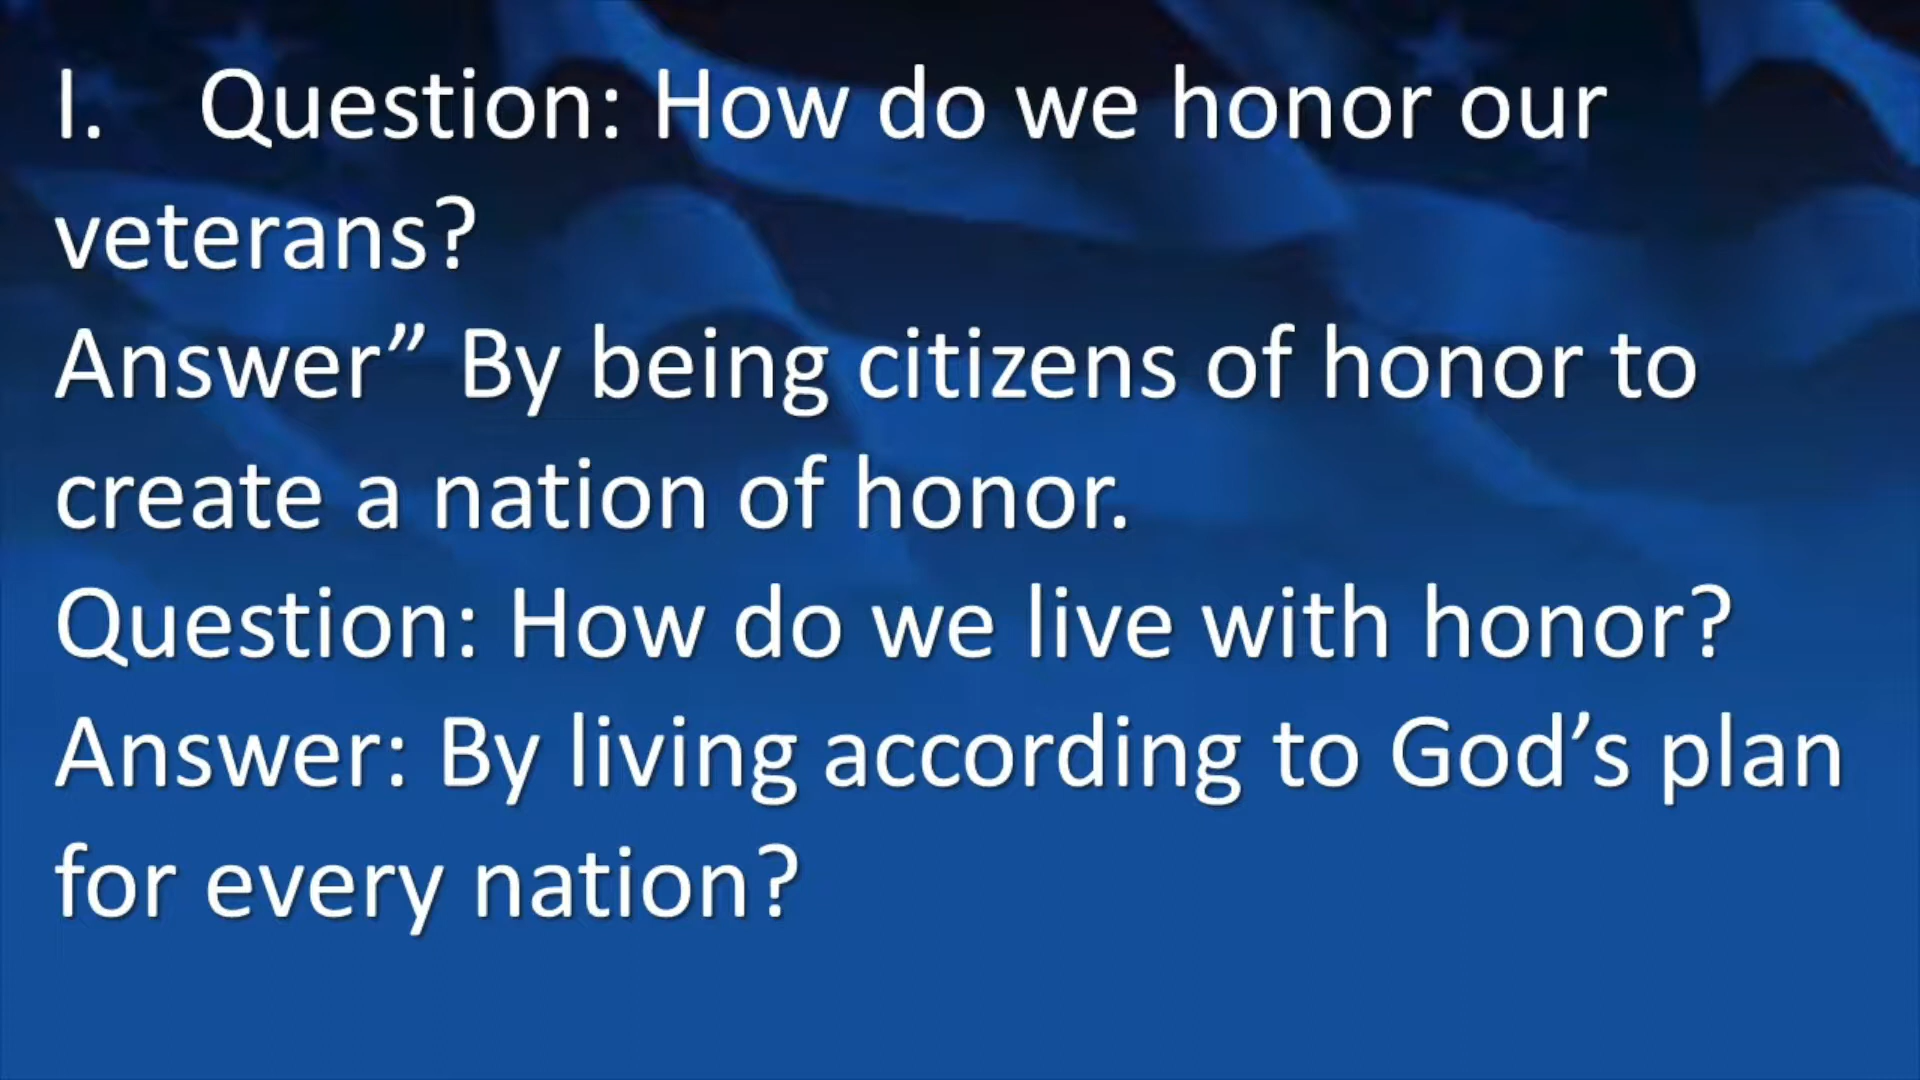 I. Question: How do we honor our
veterans?
Answer” By being citizens of honor to
create a nation of honor.
Question: How do we live with honor?
Answer: By living according to God’s plan
for every nation?